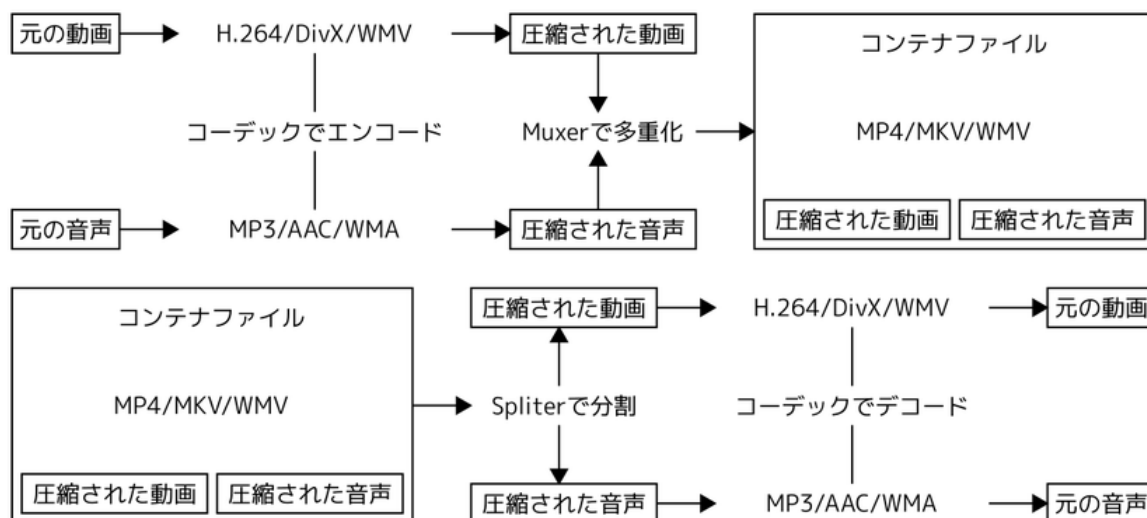 元の動画 H.264/DivX/WMV 圧縮された動画
コンテナファイル
コーデックでエンコード Muxerで多重化 MP4/MKV/WMV
圧縮された動画 圧縮された音声
元の音声 MP3/AAC/WMA 圧縮された音声
コンテナファイル
圧縮された動画 H.264/DivX/WMV 元の動画
MP4/MKV/WMV Spliterで分割 コーデックでデコード
圧縮された動画 圧縮された音声
圧縮された音声 MP3/AAC/WMA 元の音声